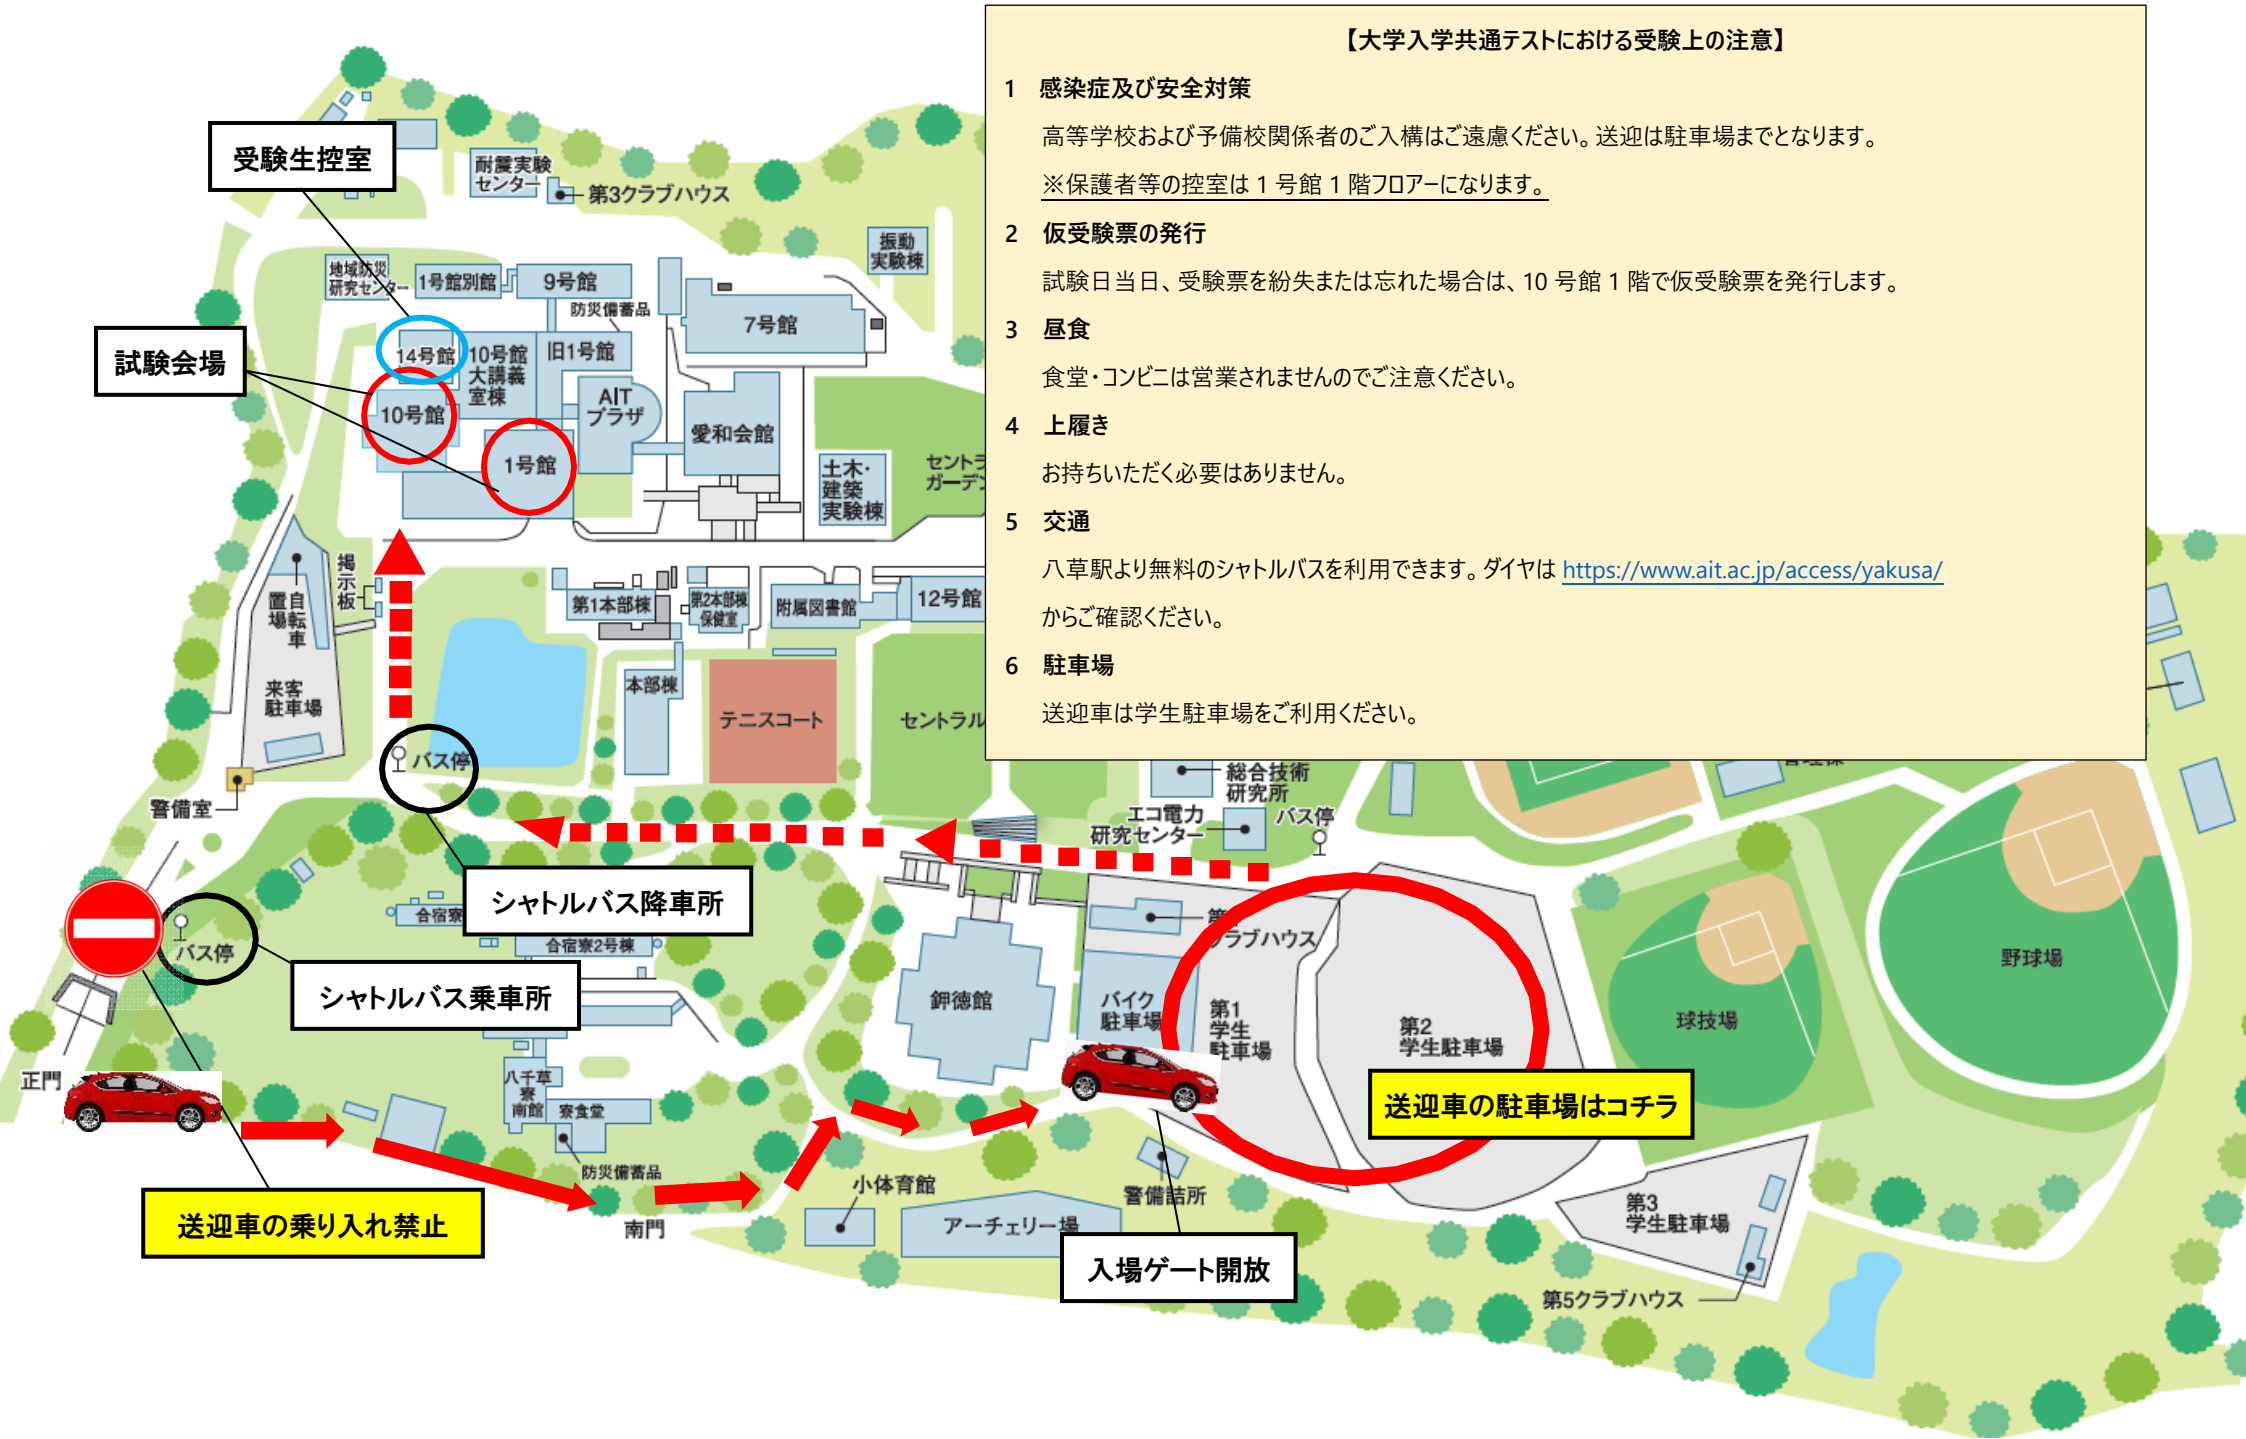 【大学入学共通テストにおける受験上の注意】
1 感染症及び安全対策
高等学校および予備校関係者のご入構はご遠慮ください。送迎は駐車場までとなります。
※保護者等の控室は 1 号館 1 階フロアーになります。
2 仮受験票の発行
試験日当日、受験票を紛失または忘れた場合は、10 号館 1 階で仮受験票を発行します。
3 昼食
食堂・コンビニは営業されませんのでご注意ください。
4 上履き
お持ちいただく必要はありません。
5 交通
八草駅より無料のシャトルバスを利用できます。ダイヤは https://www.ait.ac.jp/access/yakusa/
からご確認ください。
6 駐車場
送迎車は学生駐車場をご利用ください。
受験生控室
耐震実験
センター
第3クラブハウス
振動
実験棟
地域防災
研究センター
1号館別館
9号館
防災備蓄品
7号館
試験会場
14号館
10号館
大講義
室棟
旧1号館
10号館
AIT
プラザ
愛和会館
1号館
土木・
建築
実験棟
セントラ
ガーデン
掲示板
自転車
置場
第1本部棟
第2本部棟
保健室
附属図書館
12号館
来客
駐車場
本部棟
テニスコート
セントラル
バス停
警備室
総合技術
研究所
エコ電力
研究センター
バス停
シャトルバス降車所
合宿寮
合宿寮2号棟
バス停
シャトルバス乗車所
第
クラブハウス
鉀徳館
バイク
駐車場
第1
学生
駐車場
第2
学生駐車場
球技場
野球場
正門
八千草
寮
南館
寮食堂
防災備蓄品
送迎車の駐車場はコチラ
送迎車の乗り入れ禁止
南門
小体育館
アーチェリー場
警備詰所
入場ゲート開放
第3
学生駐車場
第5クラブハウス